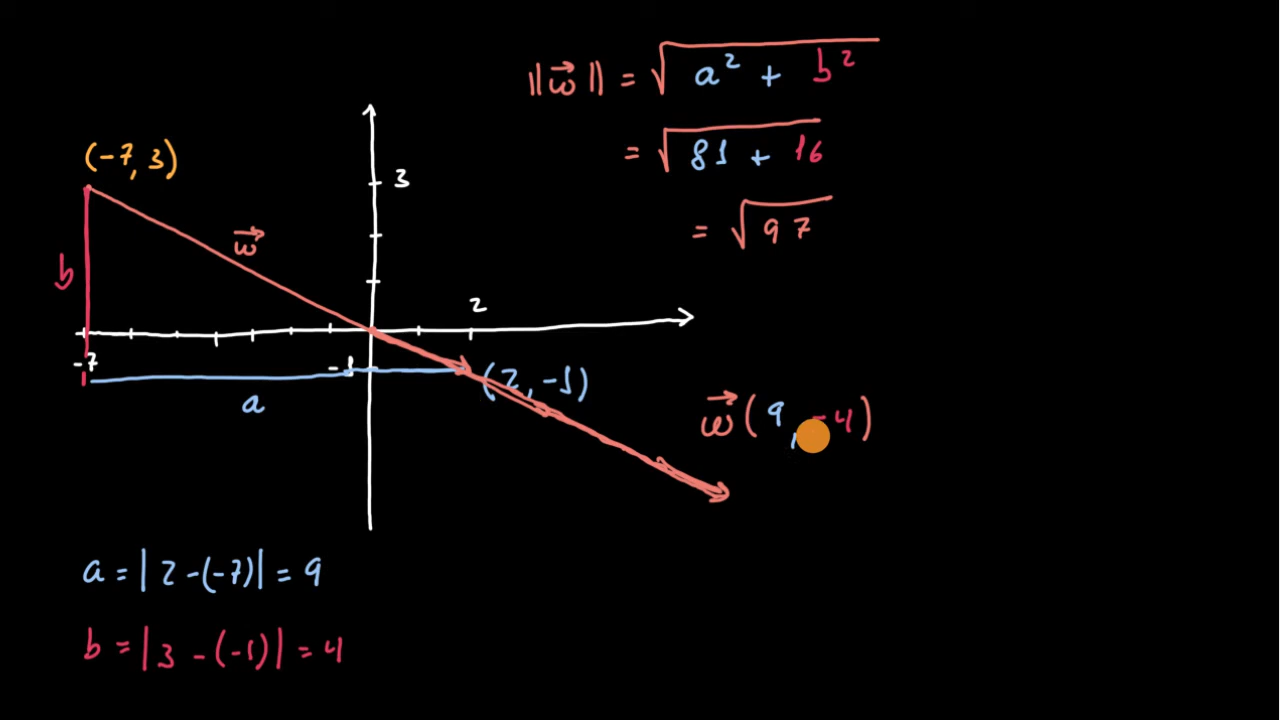 ||w⃗|| = √(a² + b²)
= √(81 + 16)
= √97
(-7, 3)
3
w⃗
b
2
-7
-1
(2, -1)
a
w⃗ (9, -4)
a = |2 - (-7)| = 9
b = |3 - (-1)| = 4